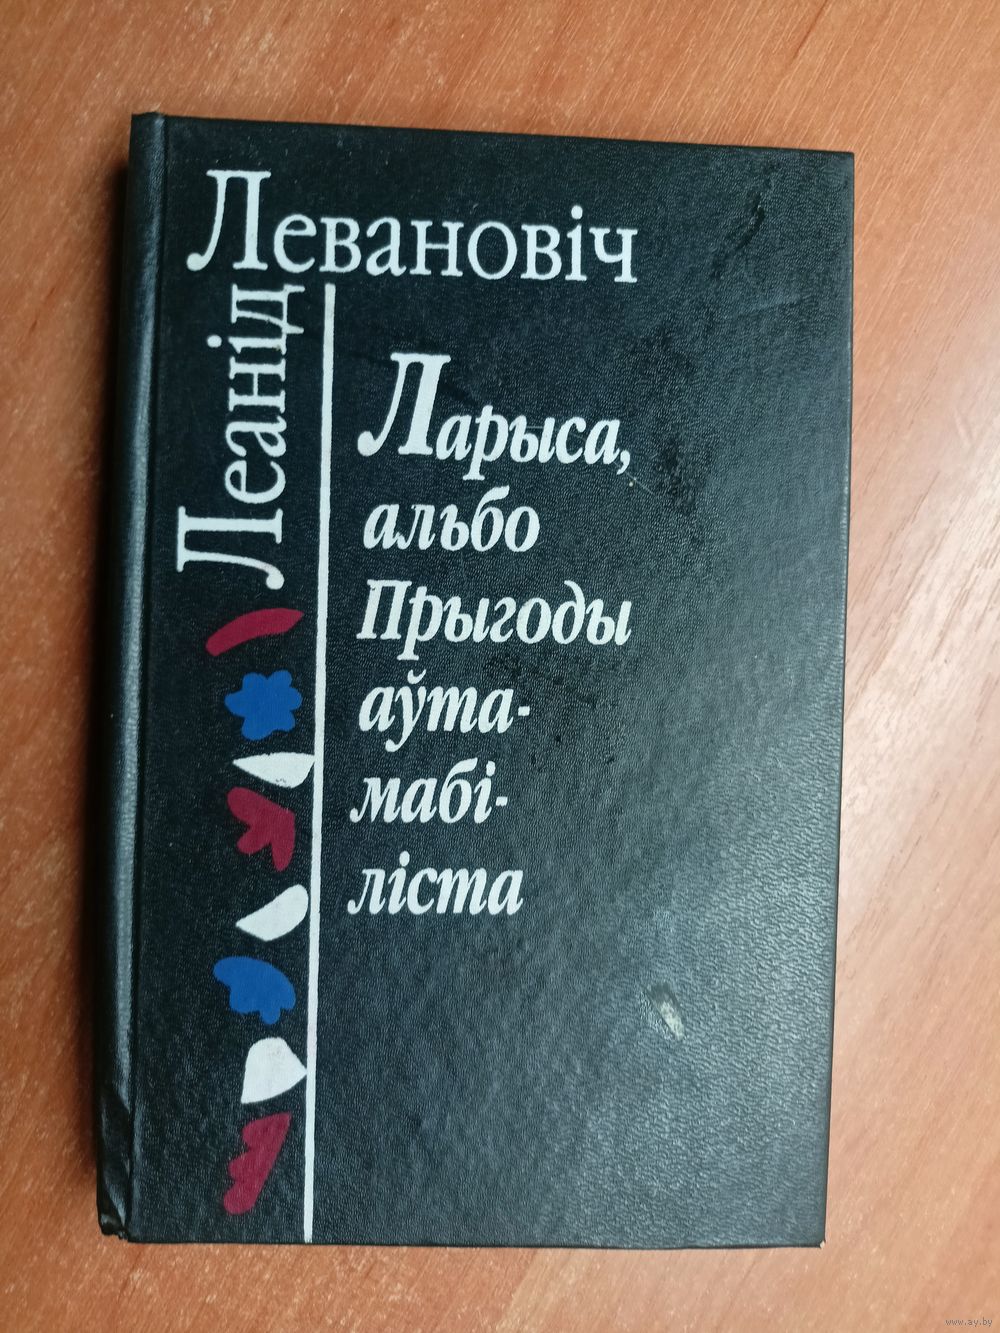 Леанід
Левановіч
Ларыса,
альбо
Прыгоды
аўта-
мабі-
ліста
www.ay.by